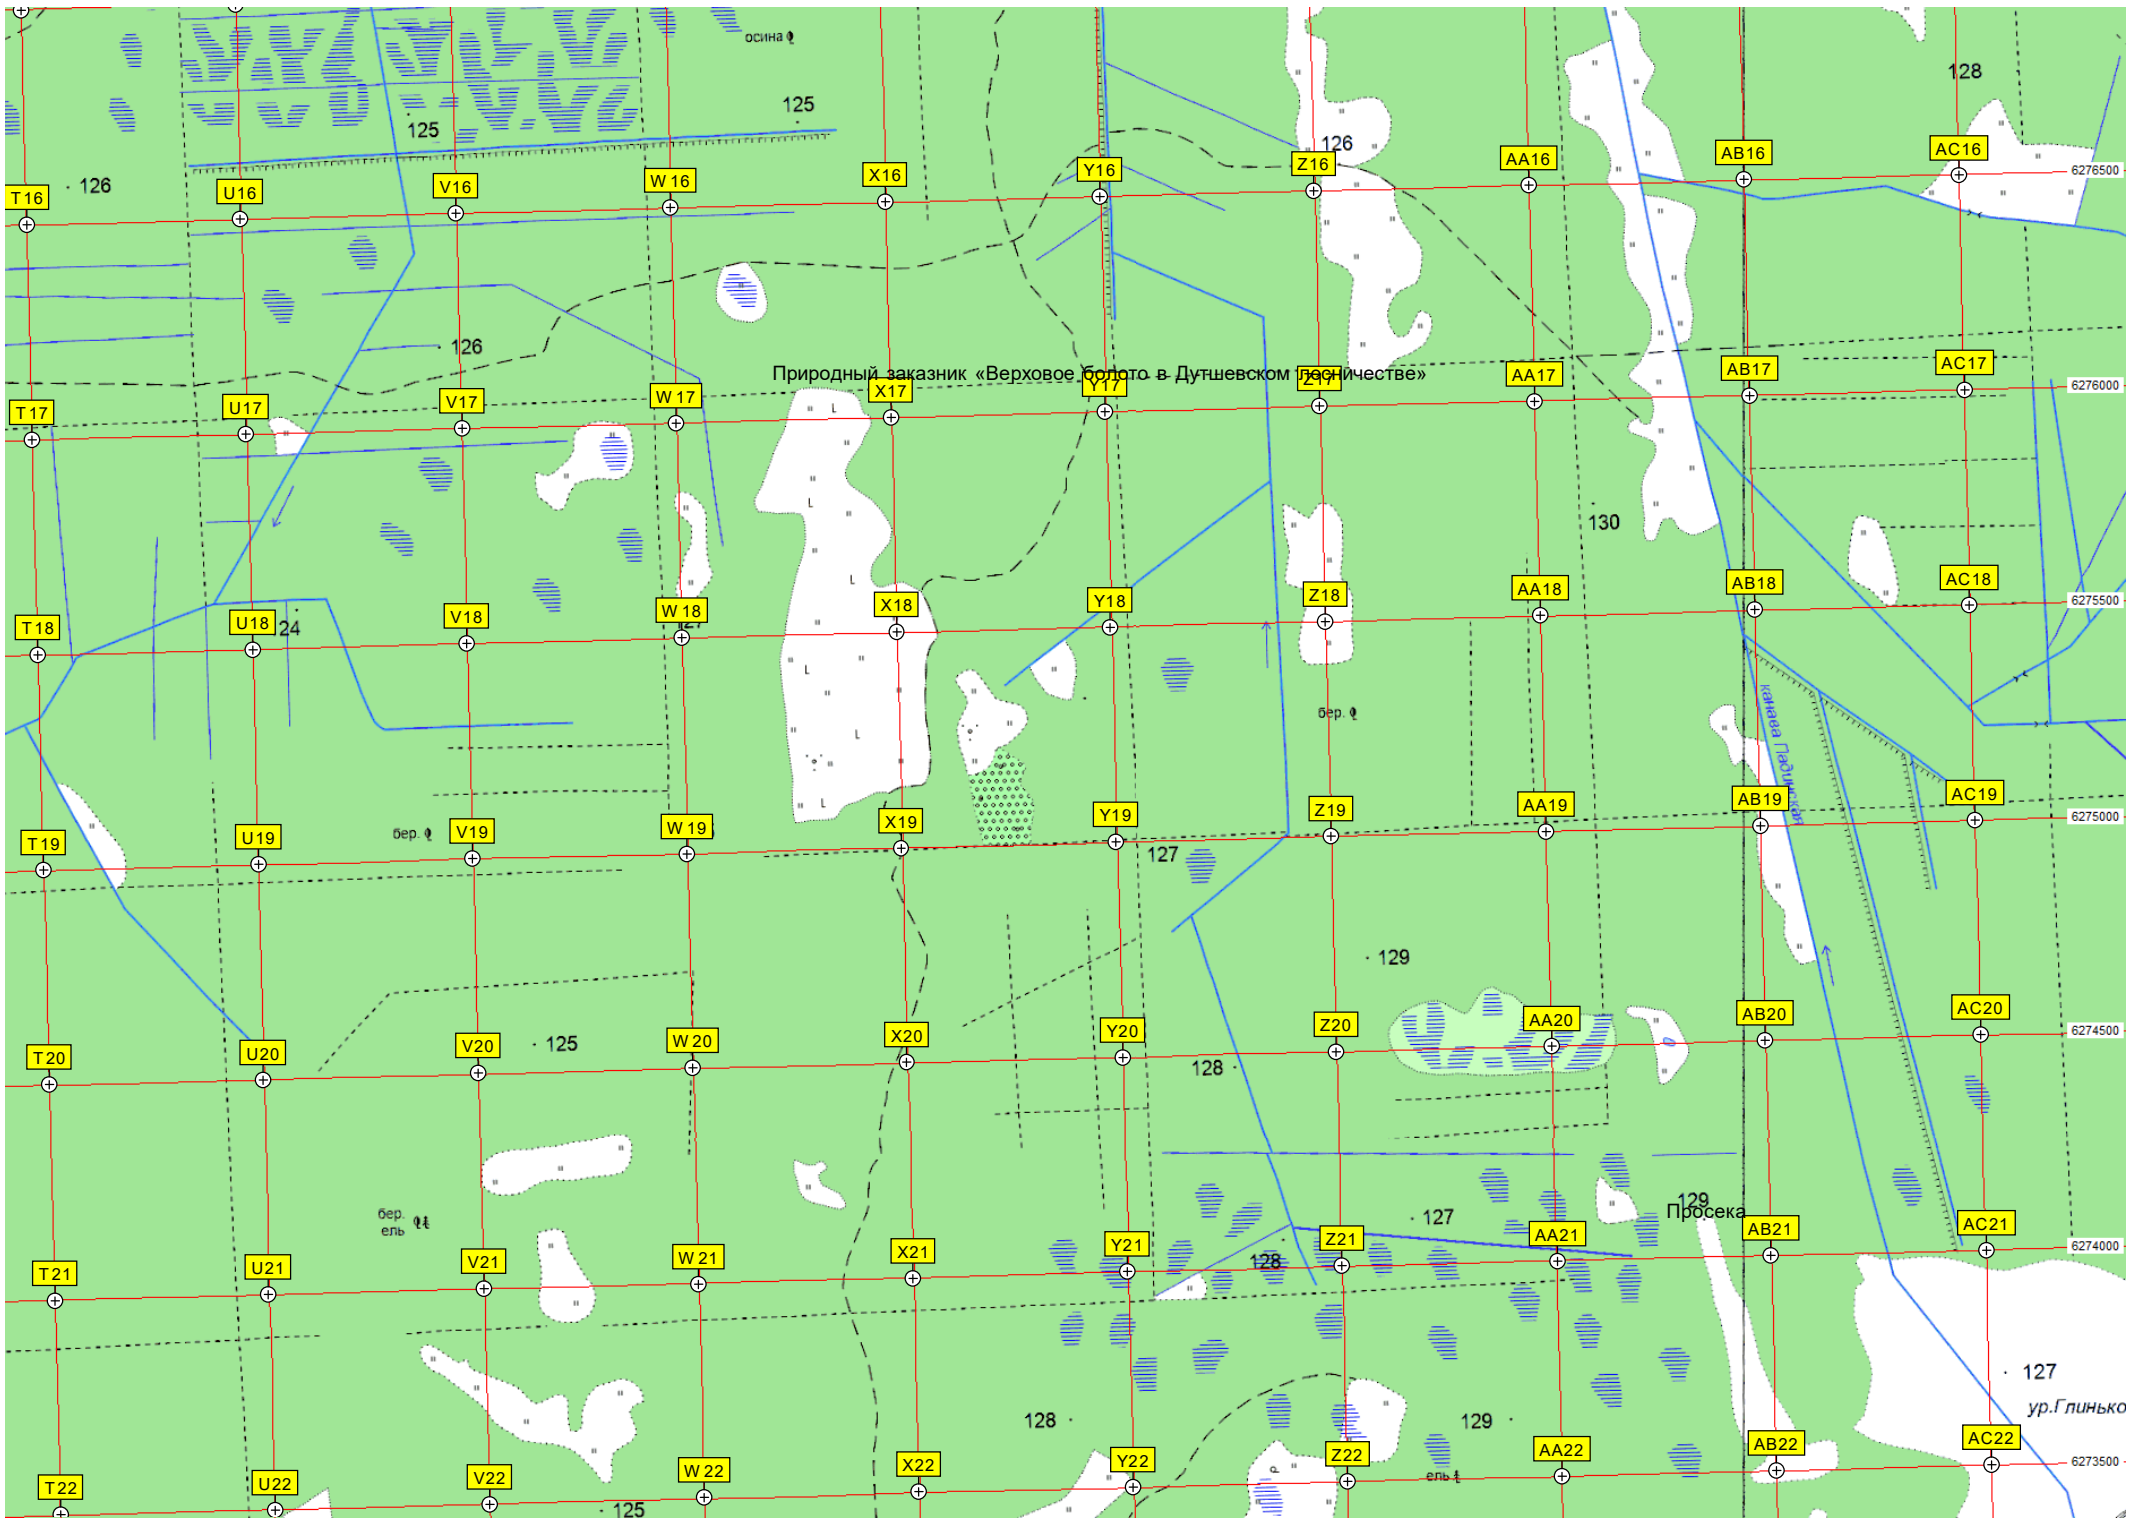 осина
128
125
125
126
126
T16
U16
V16
W16
X16
Y16
Z16
AA16
AB16
AC16
6276500
126
Природный заказник «Верховое болото в Дутшевском лесничестве»
T17
U17
V17
W17
X17
Y17
Z17
AA17
AB17
AC17
6276000
130
T18
U18
V18
W18
X18
Y18
Z18
AA18
AB18
AC18
6275500
24
127
бер.
канава Падинская
бер.
T19
U19
V19
W19
X19
Y19
Z19
AA19
AB19
AC19
6275000
127
129
T20
U20
V20
W20
X20
Y20
Z20
AA20
AB20
AC20
6274500
125
128
бер.
ель
127
129
Просека
128
T21
U21
V21
W21
X21
Y21
Z21
AA21
AB21
AC21
6274000
127
ур.Глинько
128
129
T22
U22
V22
W22
X22
Y22
Z22
AA22
AB22
AC22
6273500
ель
125